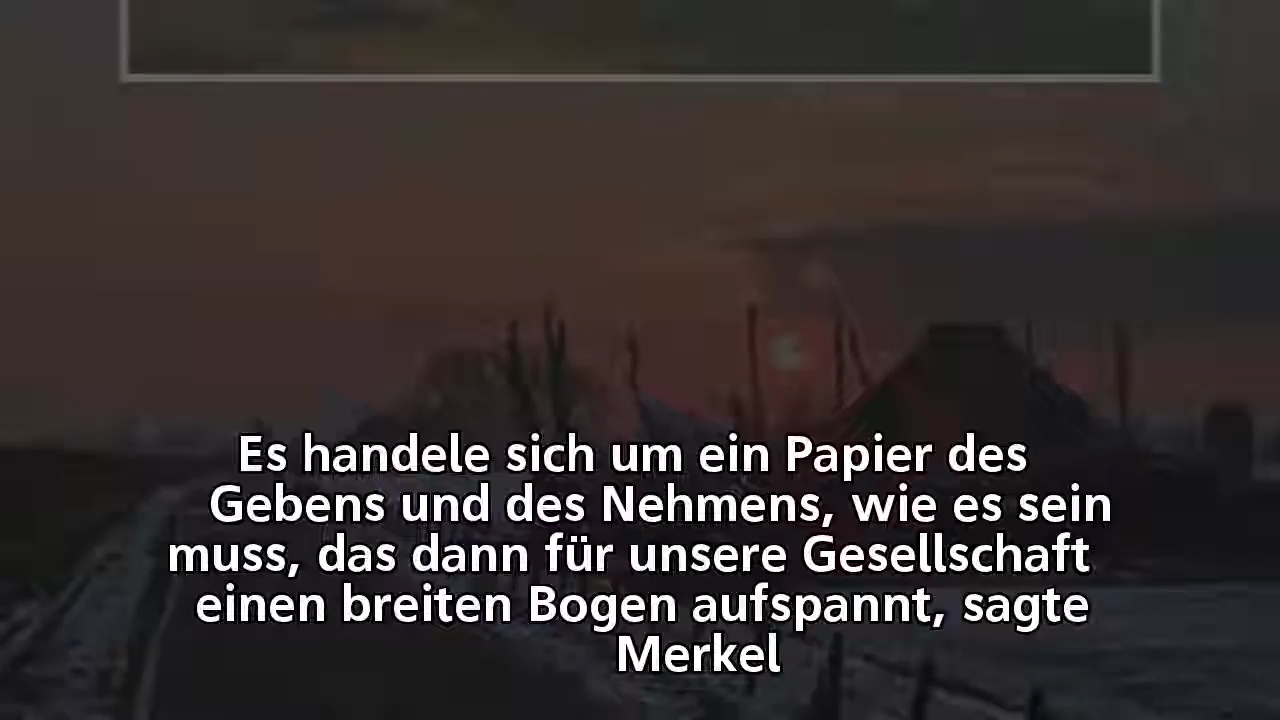 Es handele sich um ein Papier des
Gebens und des Nehmens, wie es sein
muss, das dann für unsere Gesellschaft
einen breiten Bogen aufspannt, sagte
Merkel